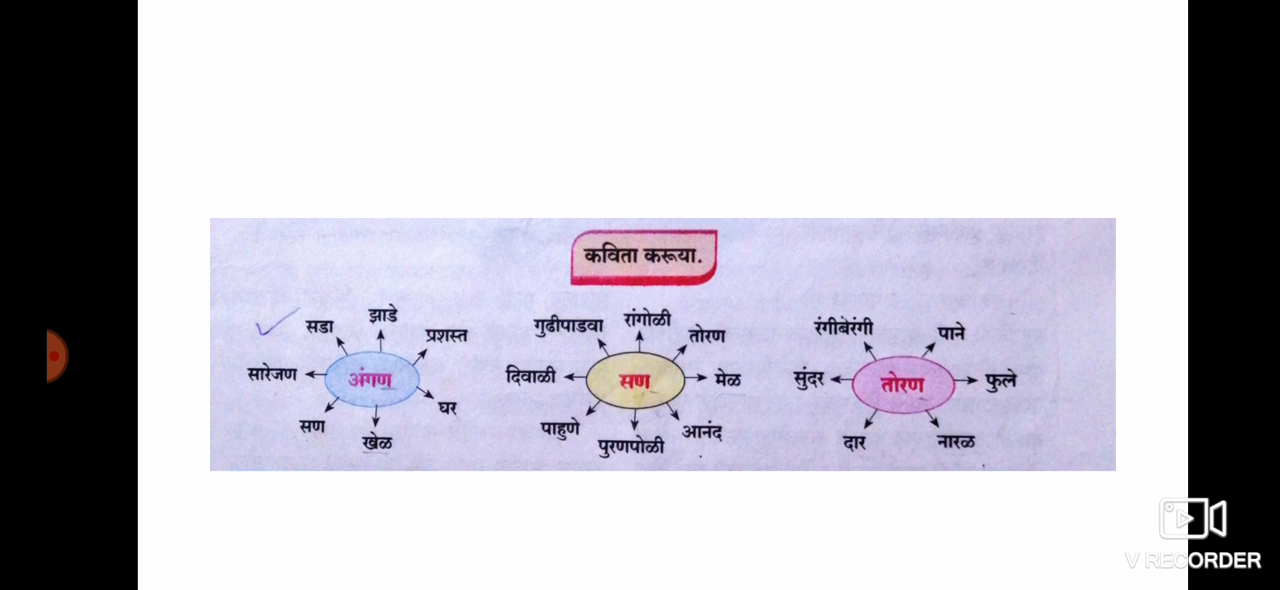 कविता करूया.
सडा
झाडे
प्रशस्त
सारेजण
अंगण
घर
सण
खेळ
गुढीपाडवा
रांगोळी
तोरण
दिवाळी
सण
मेळ
पाहुणे
पुरणपोळी
आनंद
रंगीबेरंगी
पाने
सुंदर
तोरण
फुले
दार
नारळ
V RECORDER